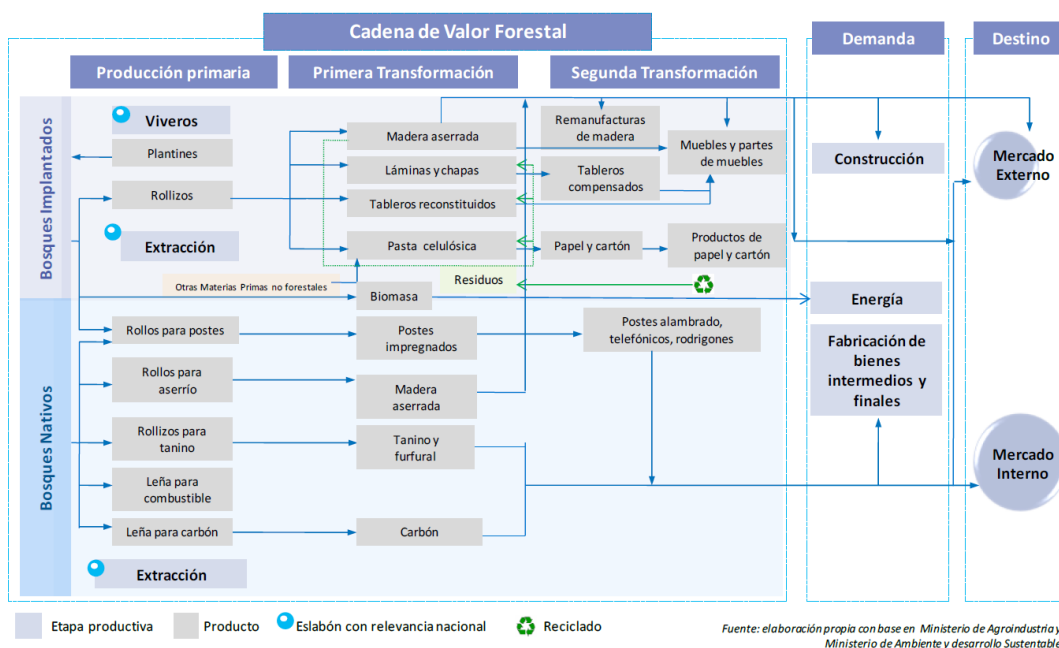 Cadena de Valor Forestal
Demanda
Destino
Producción primaria
Primera Transformación
Segunda Transformación
Bosques Implantados
Viveros
Plantines
Rollizos
Extracción
Madera aserrada
Láminas y chapas
Tableros reconstituidos
Pasta celulósica
Remanufacturas
de madera
Tableros
compensados
Muebles y partes
de muebles
Papel y cartón
Productos de
papel y cartón
Otras Materias Primas no forestales
Residuos
Biomasa
Construcción
Energía
Fabricación de
bienes
intermedios y
finales
Mercado
Externo
Mercado
Interno
Bosques Nativos
Rollos para postes
Postes
impregnados
Postes alambrado,
telefónicos, rodrigones
Rollos para
aserrío
Madera
aserrada
Rollizos para
tanino
Tanino y
furfural
Leña para
combustible
Leña para carbón
Carbón
Extracción
Etapa productiva
Producto
Eslabón con relevancia nacional
Reciclado
Fuente: elaboración propia con base en Ministerio de Agroindustria y
Ministerio de Ambiente y desarrollo Sustentable